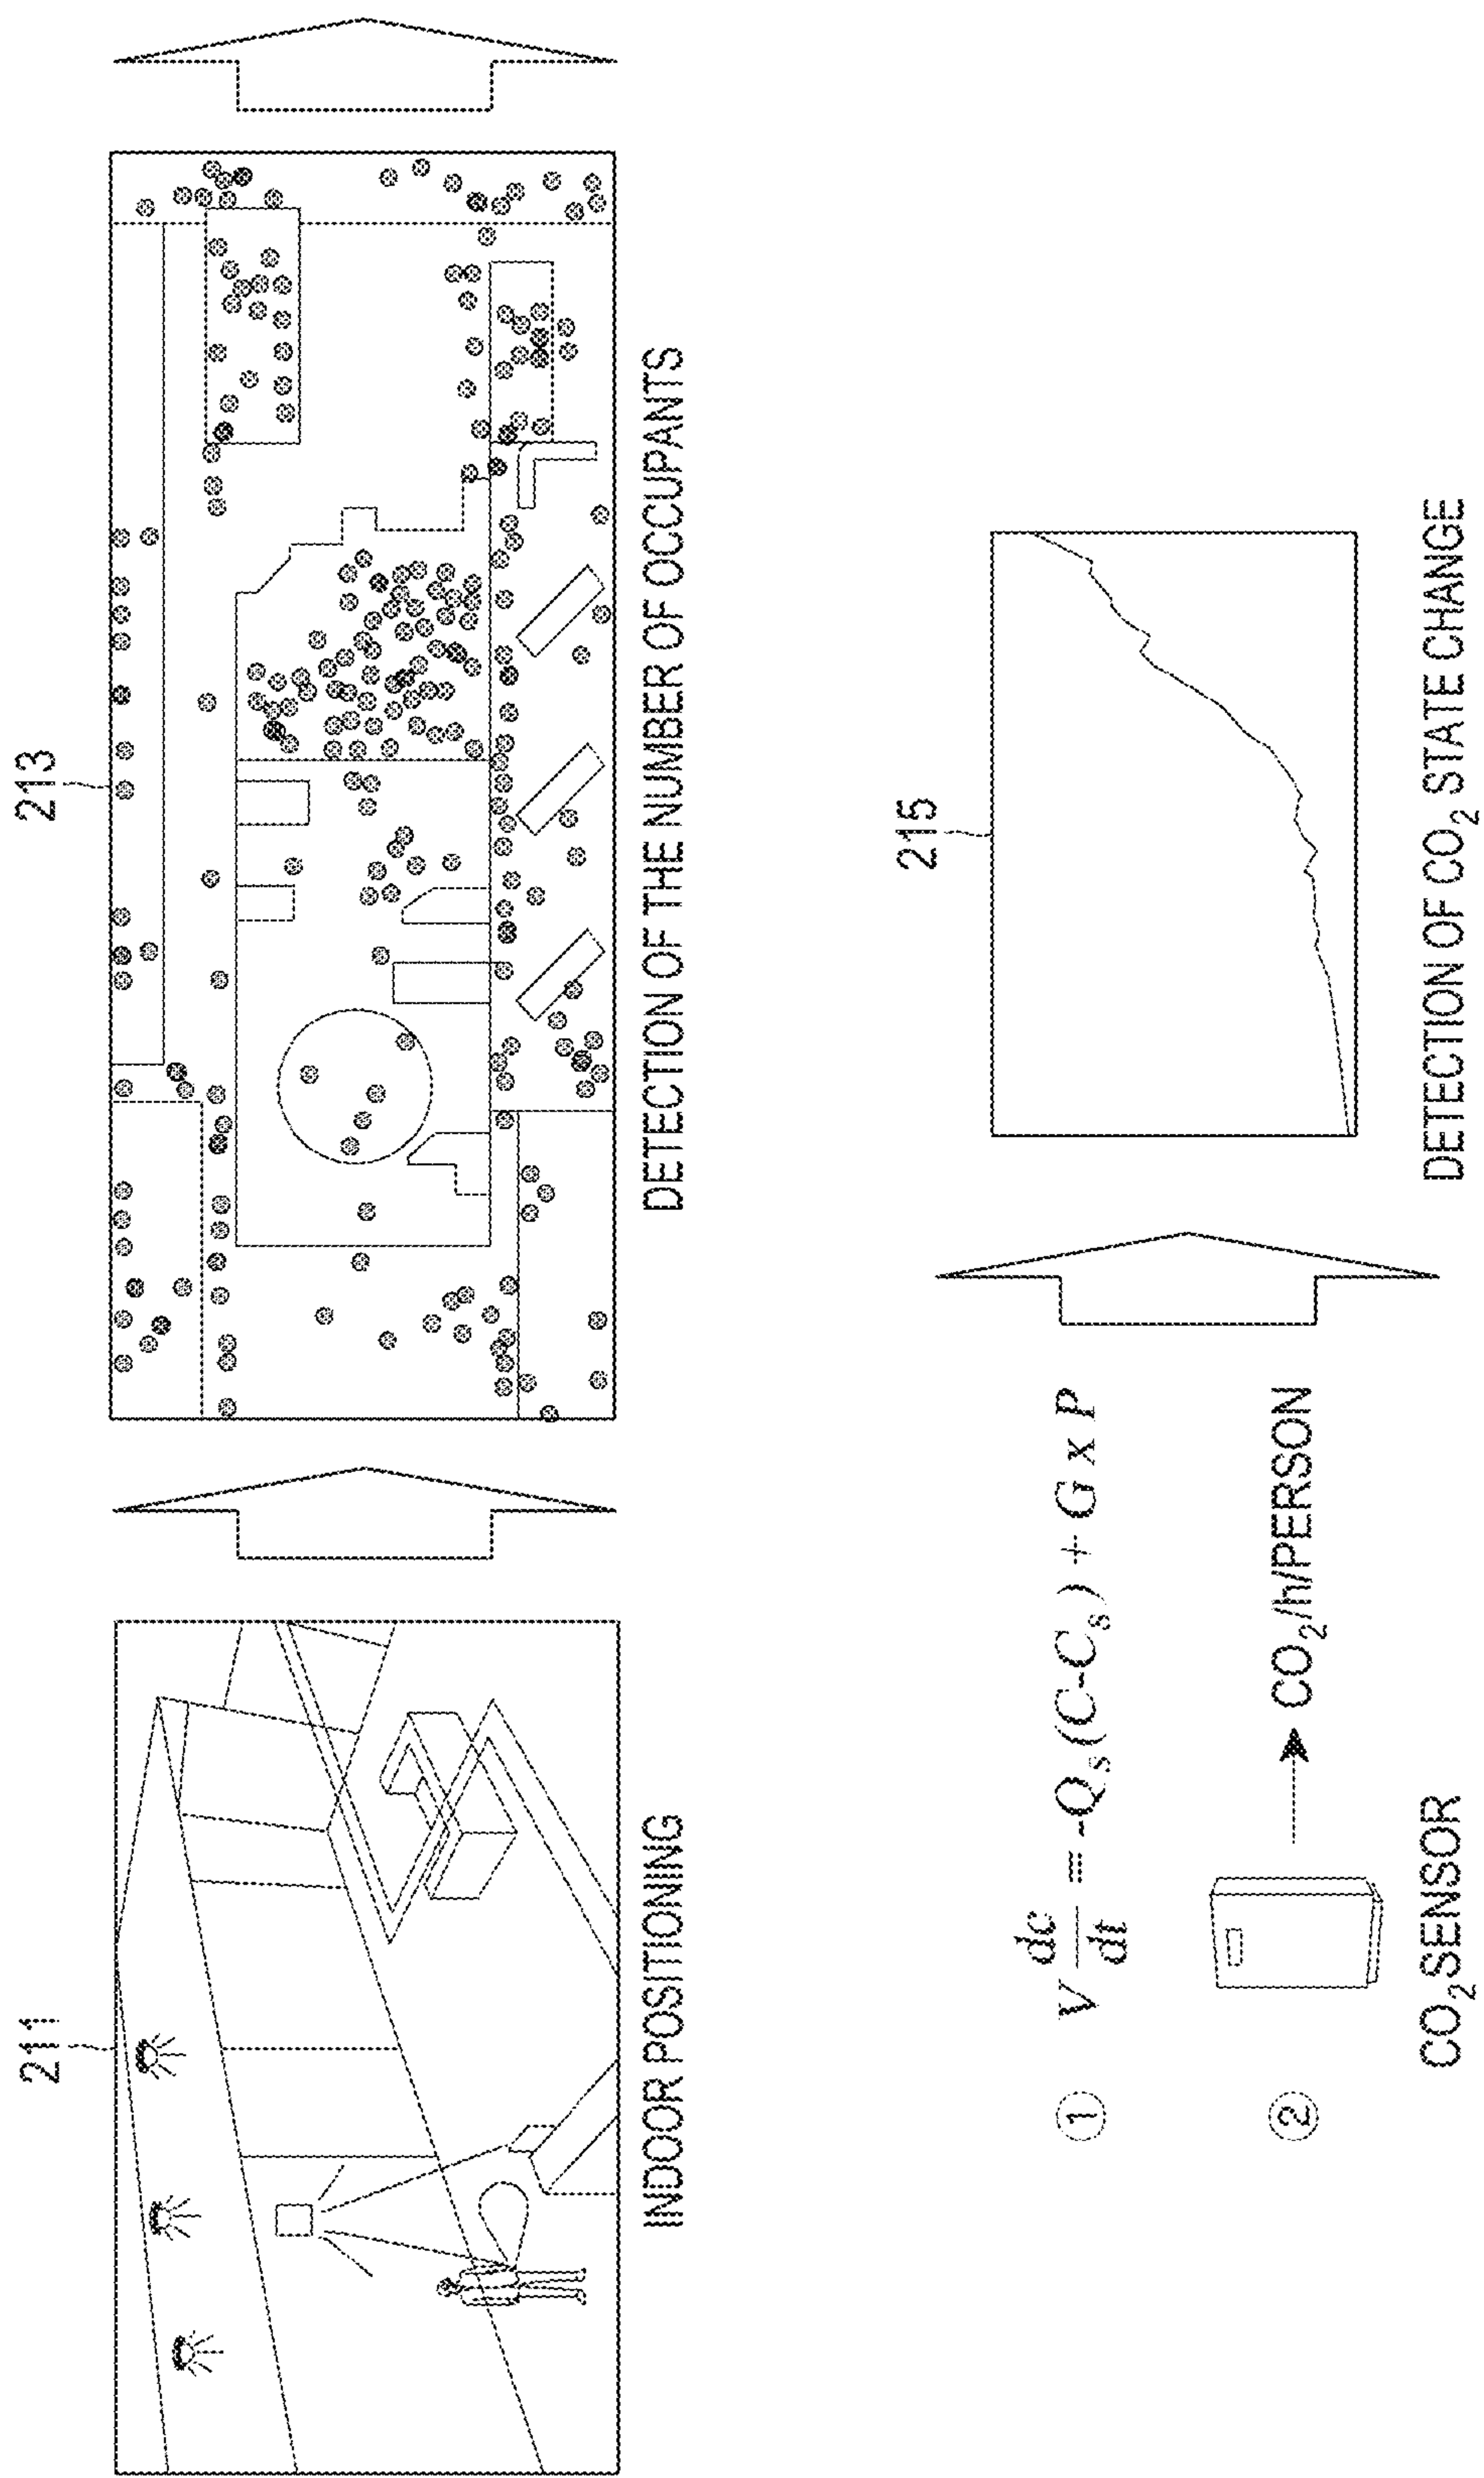 211
INDOOR POSITIONING
213
DETECTION OF THE NUMBER OF OCCUPANTS
① V dc/dt = -Qs(C-Cs) + G x P
② → CO2/h/PERSON
CO2 SENSOR
215
DETECTION OF CO2 STATE CHANGE